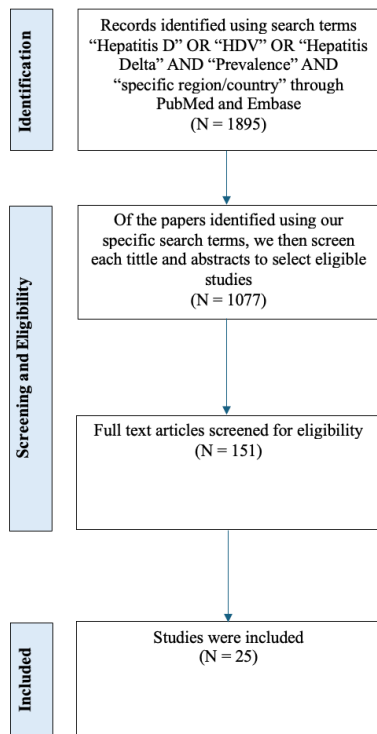 Identification
Records identified using search terms
“Hepatitis D” OR “HDV” OR “Hepatitis
Delta” AND “Prevalence” AND
“specific region/country” through
PubMed and Embase
(N = 1895)
Screening and Eligibility
Of the papers identified using our
specific search terms, we then screen
each tittle and abstracts to select eligible
studies
(N = 1077)
Full text articles screened for eligibility
(N = 151)
Included
Studies were included
(N = 25)